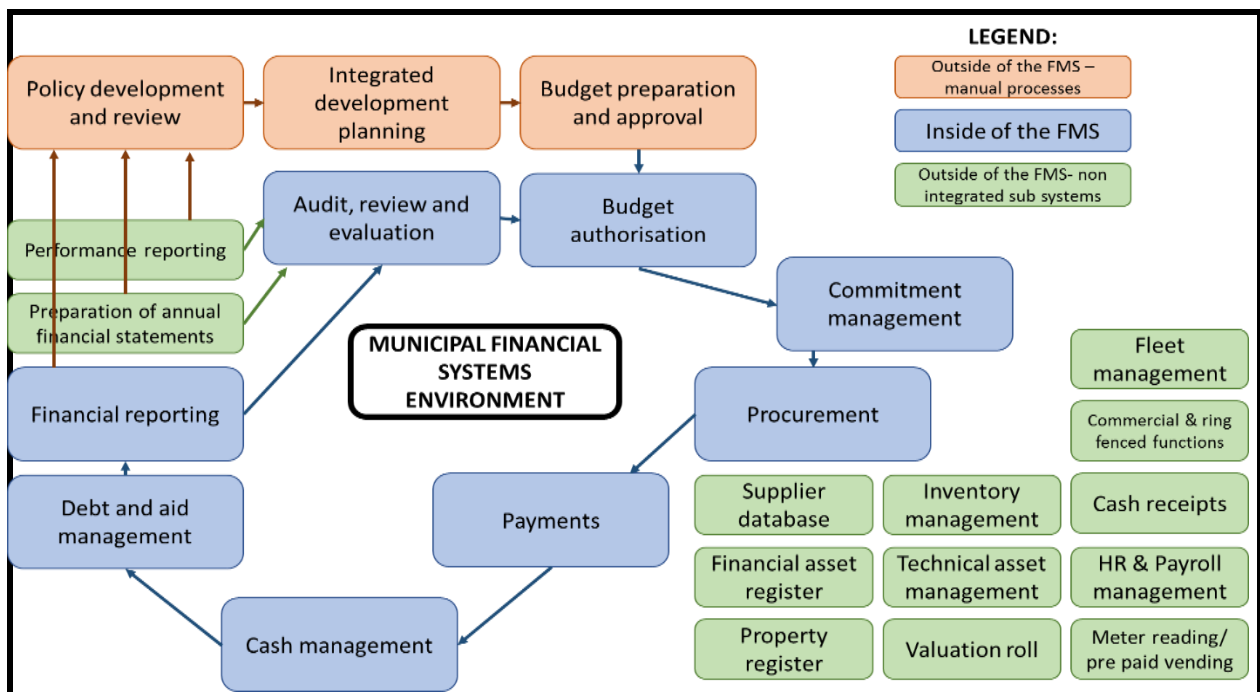 LEGEND:
Outside of the FMS –
manual processes
Inside of the FMS
Outside of the FMS- non
integrated sub systems
Policy development
and review
Integrated
development
planning
Budget preparation
and approval
Performance reporting
Audit, review and
evaluation
Budget
authorisation
Preparation of annual
financial statements
Commitment
management
MUNICIPAL FINANCIAL
SYSTEMS
ENVIRONMENT
Financial reporting
Procurement
Debt and aid
management
Payments
Cash management
Fleet
management
Commercial & ring
fenced functions
Supplier
database
Inventory
management
Cash receipts
Financial asset
register
Technical asset
management
HR & Payroll
management
Property
register
Valuation roll
Meter reading/
pre paid vending